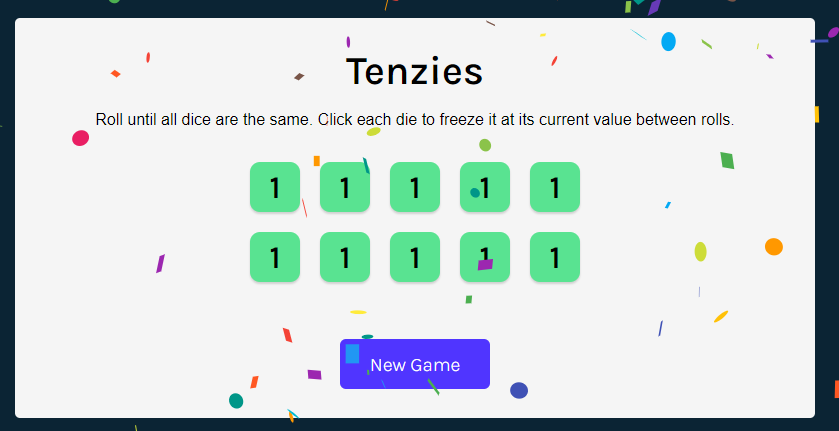 Tenzies
Roll until all dice are the same. Click each die to freeze it at its current value between rolls.
1 1 1 1 1
1 1 1 1 1
New Game